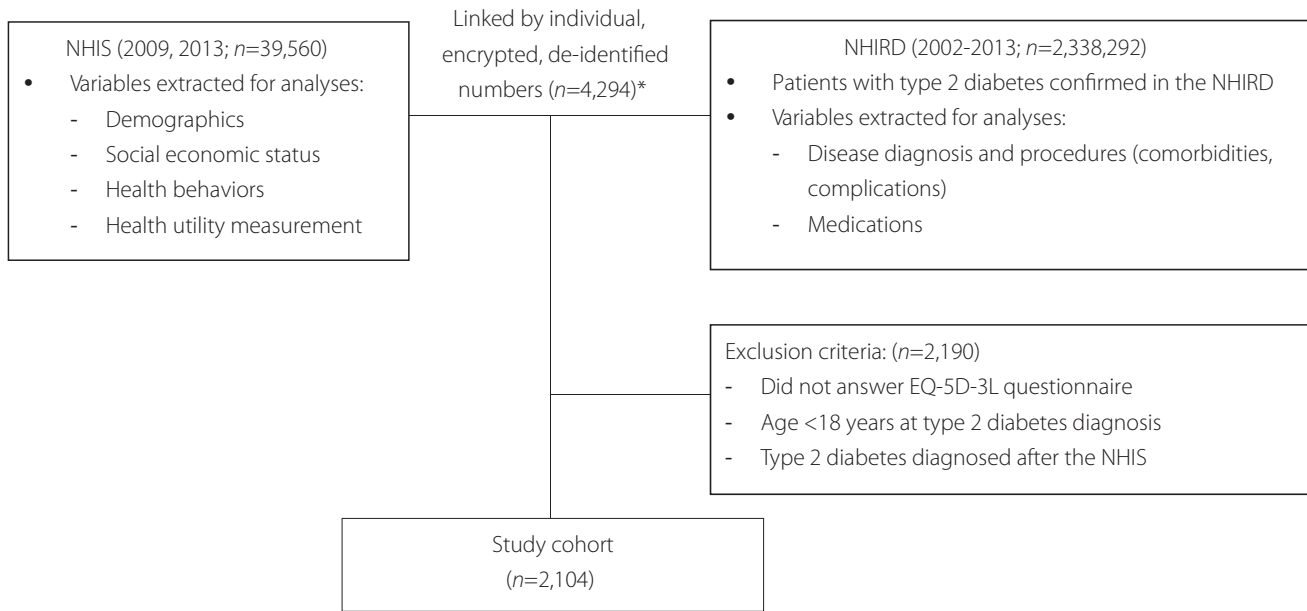 NHIS (2009, 2013; n=39,560)
• Variables extracted for analyses:
- Demographics
- Social economic status
- Health behaviors
- Health utility measurement
Linked by individual,
encrypted, de-identified
numbers (n=4,294)*
NHIRD (2002-2013; n=2,338,292)
• Patients with type 2 diabetes confirmed in the NHIRD
• Variables extracted for analyses:
- Disease diagnosis and procedures (comorbidities,
complications)
- Medications
Exclusion criteria: (n=2,190)
- Did not answer EQ-5D-3L questionnaire
- Age <18 years at type 2 diabetes diagnosis
- Type 2 diabetes diagnosed after the NHIS
Study cohort
(n=2,104)